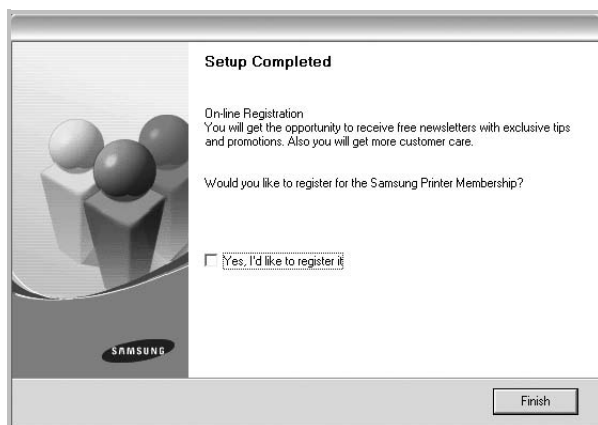 Setup Completed
On-line Registration
You will get the opportunity to receive free newsletters with exclusive tips
and promotions. Also you will get more customer care.
Would you like to register for the Samsung Printer Membership?
Yes, I'd like to register it
SAMSUNG
Finish